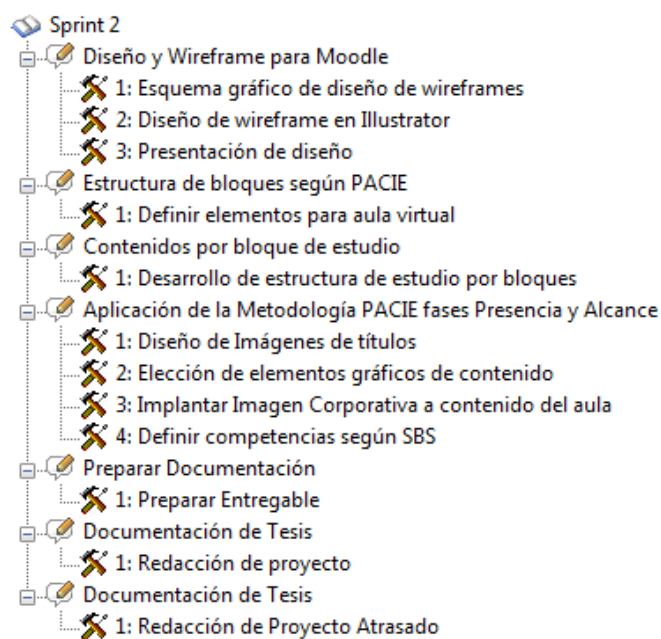 Sprint 2
Diseño y Wireframe para Moodle
1: Esquema gráfico de diseño de wireframes
2: Diseño de wireframe en Illustrator
3: Presentación de diseño
Estructura de bloques según PACIE
1: Definir elementos para aula virtual
Contenidos por bloque de estudio
1: Desarrollo de estructura de estudio por bloques
Aplicación de la Metodología PACIE fases Presencia y Alcance
1: Diseño de Imágenes de títulos
2: Elección de elementos gráficos de contenido
3: Implantar Imagen Corporativa a contenido del aula
4: Definir competencias según SBS
Preparar Documentación
1: Preparar Entregable
Documentación de Tesis
1: Redacción de proyecto
Documentación de Tesis
1: Redacción de Proyecto Atrasado